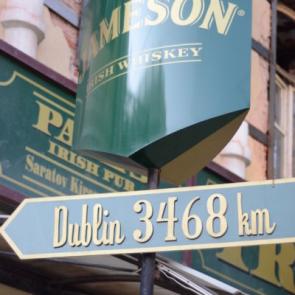 JAMESON®
IRISH WHISKEY
IRISH PUB
Saratov
Dublin 3468 km